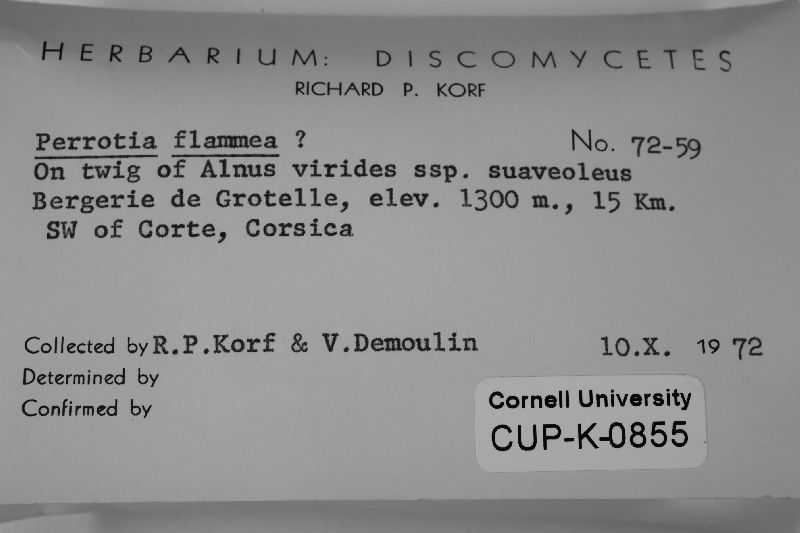 HERBARIUM: DISCOMYCETES
RICHARD P. KORF
Perrotia flammea ? No. 72-59
On twig of Alnus virides ssp. suaveoleus
Bergerie de Grotelle, elev. 1300 m., 15 Km.
SW of Corte, Corsica
Collected by R.P.Korf & V.Demoulin 10.X. 19 72
Determined by
Confirmed by
Cornell University
CUP-K-0855